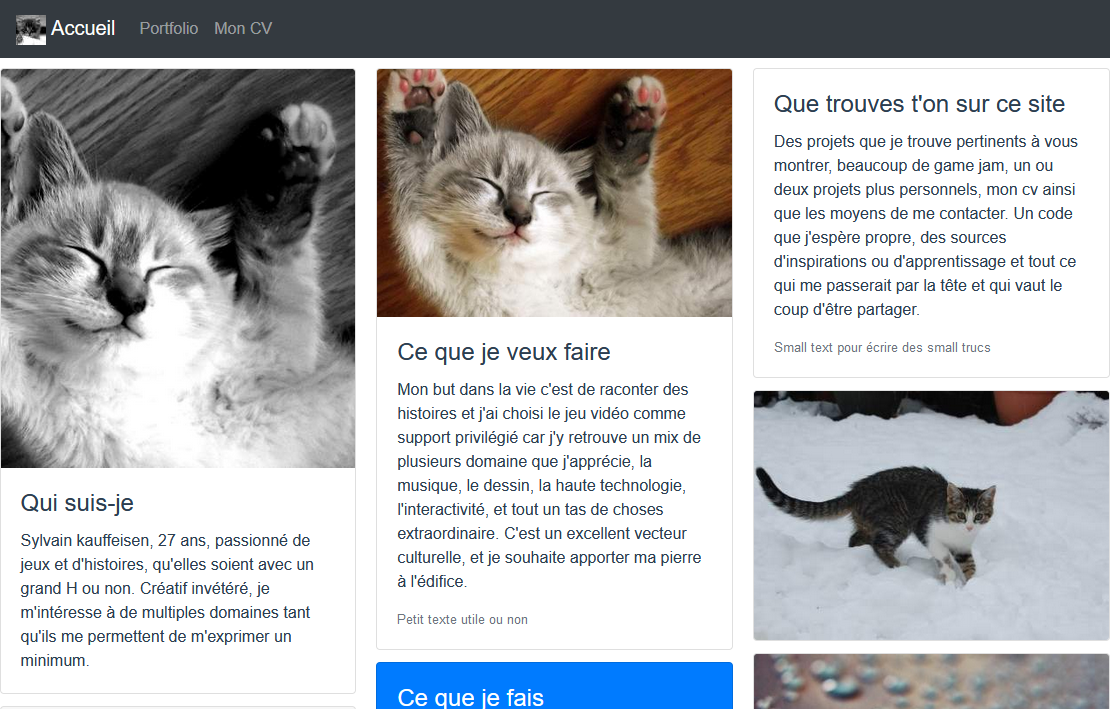 Accueil Portfolio Mon CV
Qui suis-je
Sylvain kauffeisen, 27 ans, passionné de
jeux et d'histoires, qu'elles soient avec un
grand H ou non. Créatif invétéré, je
m'intéresse à de multiples domaines tant
qu'ils me permettent de m'exprimer un
minimum.
Ce que je veux faire
Mon but dans la vie c'est de raconter des
histoires et j'ai choisi le jeu vidéo comme
support privilégié car j'y retrouve un mix de
plusieurs domaine que j'apprécie, la
musique, le dessin, la haute technologie,
l'interactivité, et tout un tas de choses
extraordinaire. C'est un excellent vecteur
culturelle, et je souhaite apporter ma pierre
à l'édifice.
Petit texte utile ou non
Ce que je fais
Que trouves t'on sur ce site
Des projets que je trouve pertinents à vous
montrer, beaucoup de game jam, un ou
deux projets plus personnels, mon cv ainsi
que les moyens de me contacter. Un code
que j'espère propre, des sources
d'inspirations ou d'apprentissage et tout ce
qui me passerait par la tête et qui vaut le
coup d'être partager.
Small text pour écrire des small trucs